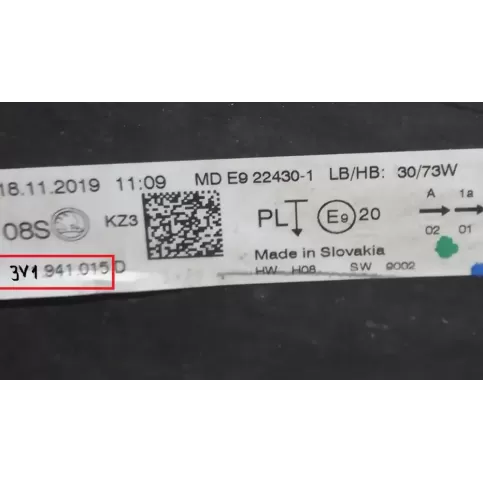 18.11.2019 11:09 MD E9 22430-1 LB/HB: 30/73W
08S KZ3 PL E9 20 A 1a
02 01
Made in Slovakia
3V1.941.015D HW H08 SW 9002